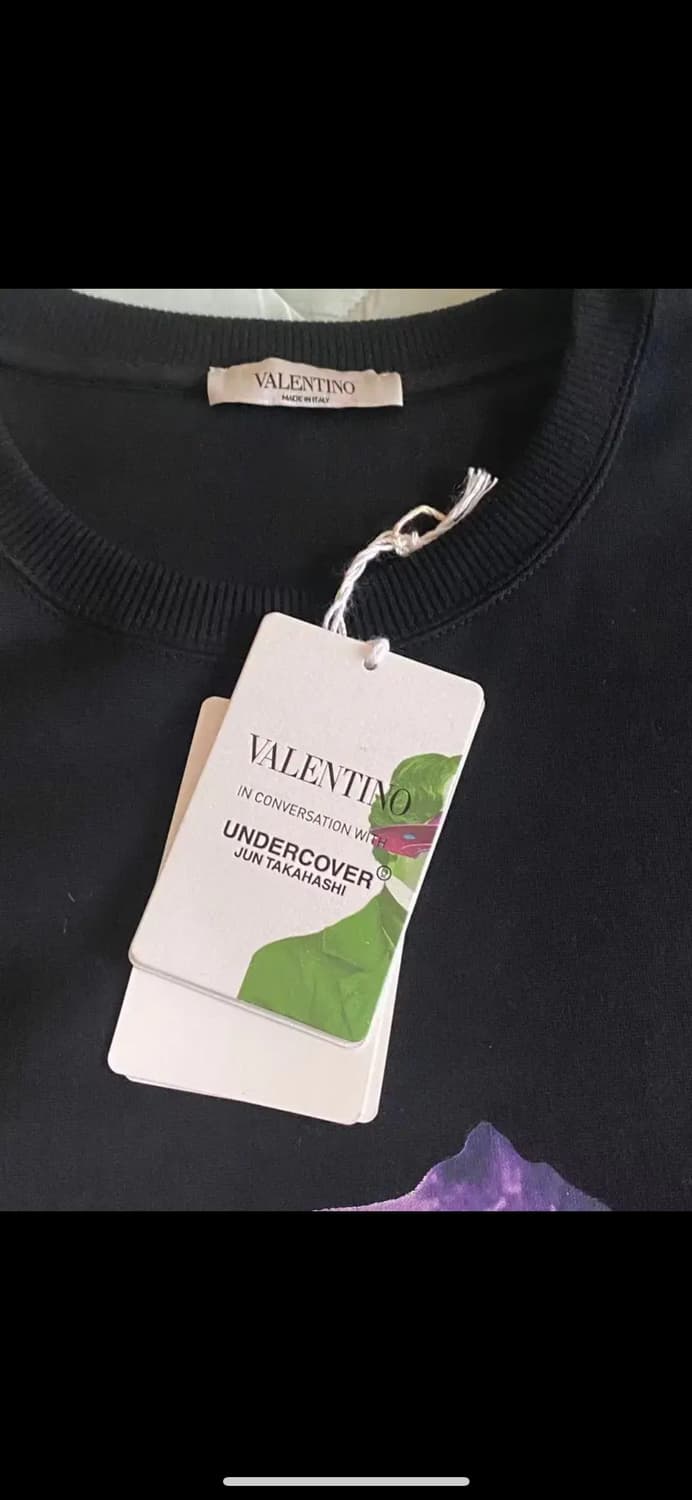 VALENTINO
MADE IN ITALY
VALENTINO
IN CONVERSATION WITH
UNDERCOVER®
JUN TAKAHASHI